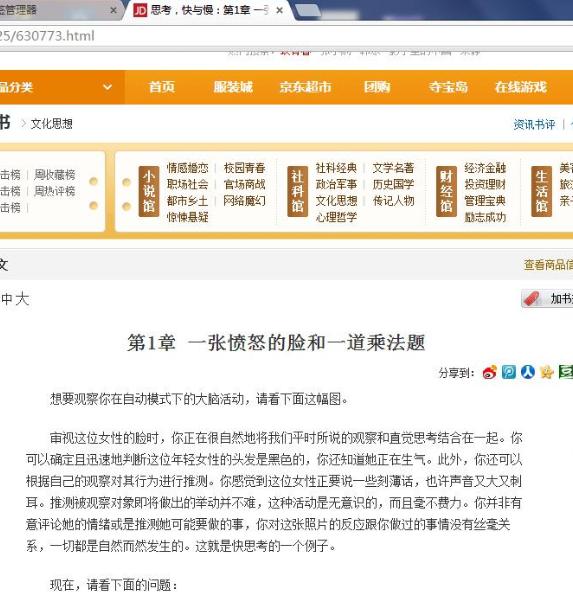 签管理器
JD 思考，快与慢：第1章 一
25/630773.html
品分类 首页 服装城 京东超市 团购 夺宝岛 在线游戏
书 > 文化思想 资讯书评
击榜 | 周收藏榜
击榜 | 周热评榜
击榜 |
小说馆
情感婚恋 | 校园青春
职场社会 | 官场商战
都市乡土 | 网络魔幻
惊悚悬疑
社科馆
社科经典 | 文学名著
政治军事 | 历史国学
文化思想 | 传记人物
心理哲学
财经馆
经济金融
投资理财
管理宝典
励志成功
生活馆
文 查看商品信
中 大 加书
第1章 一张愤怒的脸和一道乘法题
分享到：
想要观察你在自动模式下的大脑活动，请看下面这幅图。
审视这位女性的脸时，你正在很自然地将我们平时所说的观察和直觉思考结合在一起。你
可以确定且迅速地判断这位年轻女性的头发是黑色的，你还知道她正在生气。此外，你还可以
根据自己的观察对其行为进行推测。你感觉到这位女性正要说一些刻薄话，也许声音又大又刺
耳。推测被观察对象即将做出的举动并不难，这种活动是无意识的，而且毫不费力。你并非有
意评论她的情绪或是推测她可能要做的事，你对这张照片的反应跟你做过的事情没有丝毫关
系，一切都是自然而然发生的。这就是快思考的一个例子。
现在，请看下面的问题：